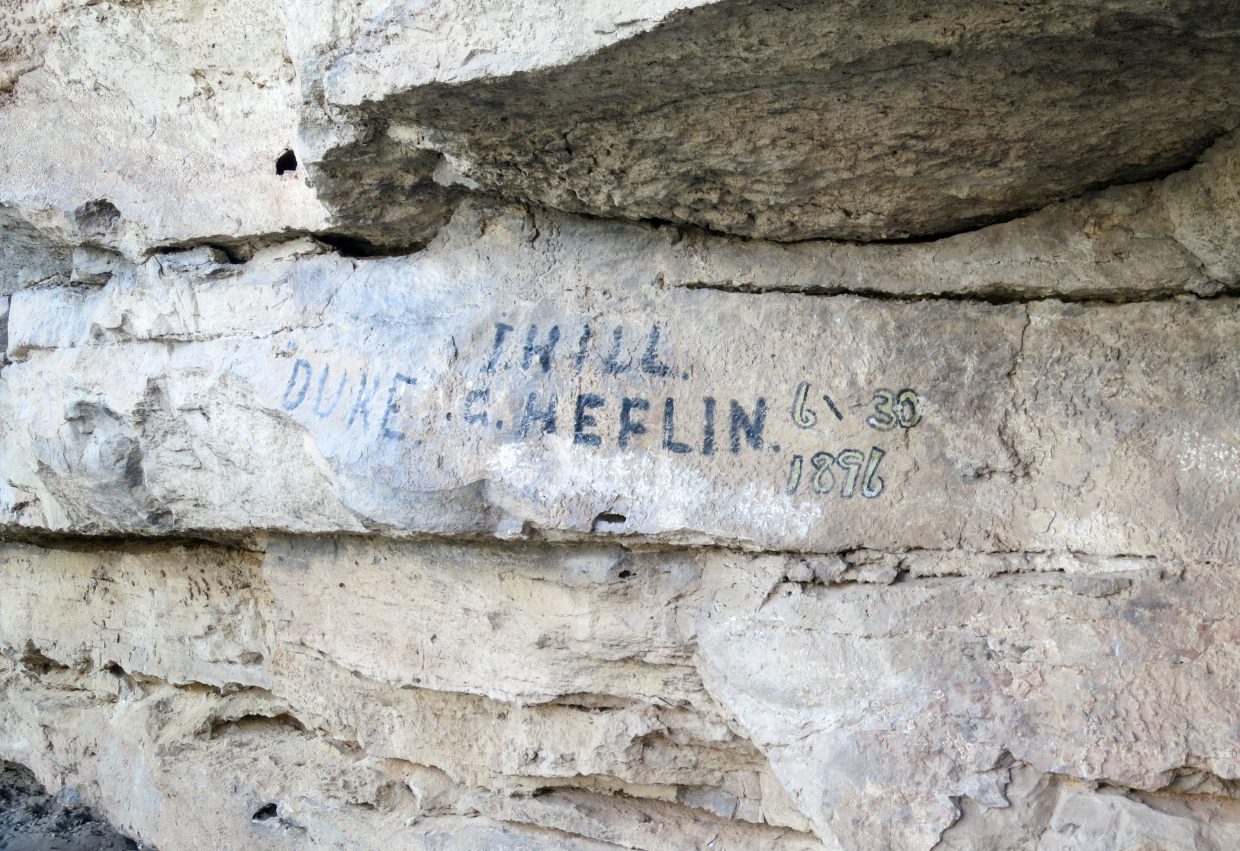 I. HILL.
DUKE. G. HEFLIN. 6\ 30
1896